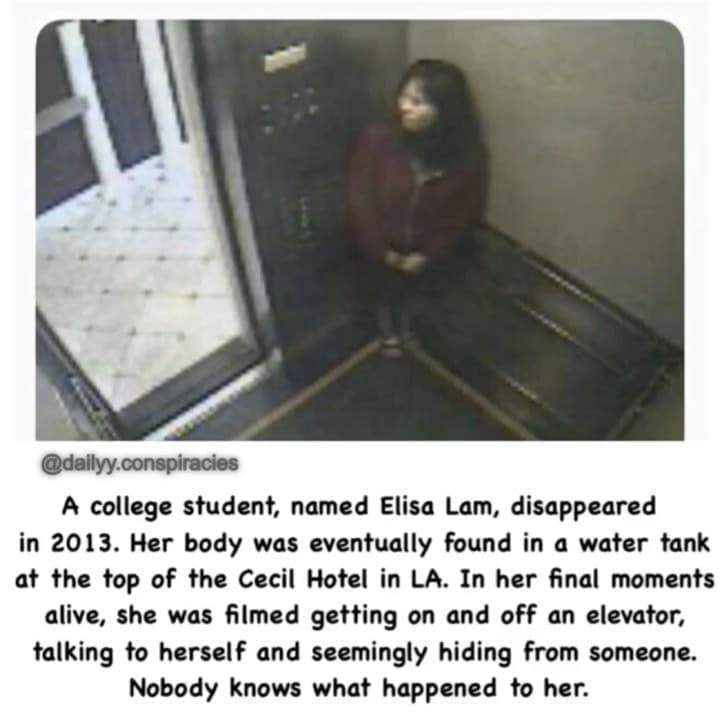 @dailyy.conspiracies
A college student, named Elisa Lam, disappeared
in 2013. Her body was eventually found in a water tank
at the top of the Cecil Hotel in LA. In her final moments
alive, she was filmed getting on and off an elevator,
talking to herself and seemingly hiding from someone.
Nobody knows what happened to her.